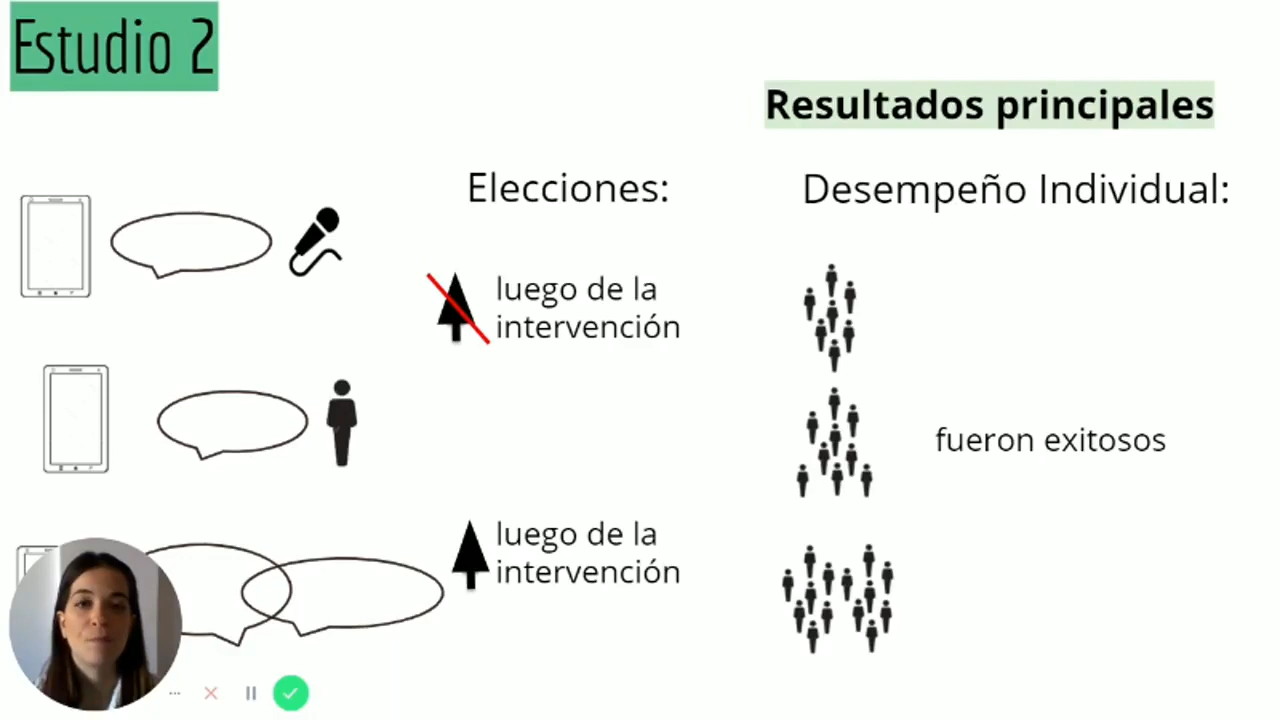 Estudio 2
Resultados principales
Elecciones:
Desempeño Individual:
luego de la
intervención
fueron exitosos
luego de la
intervención